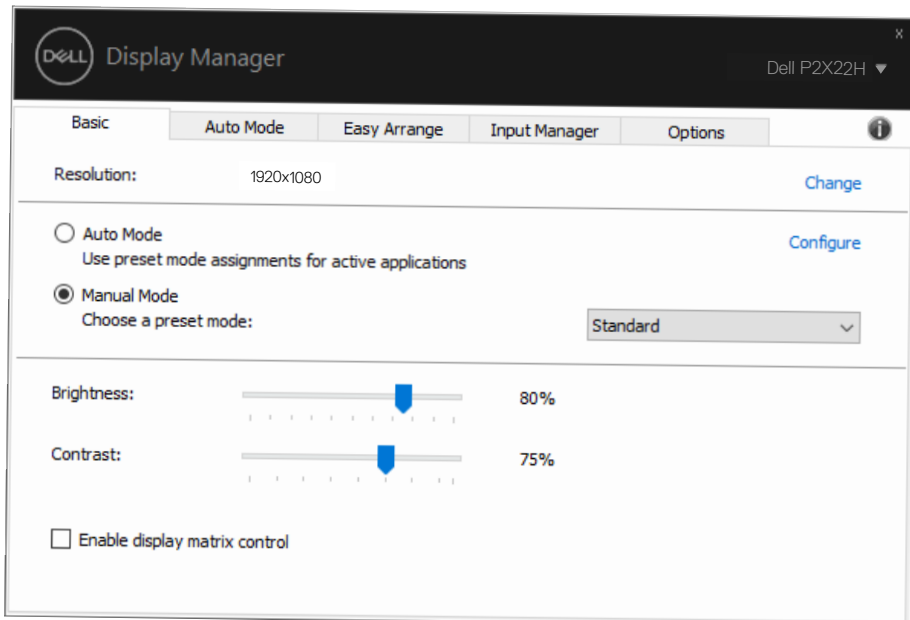 DELL Display Manager
x
Dell P2X22H
Basic Auto Mode Easy Arrange Input Manager Options
Resolution: 1920x1080 Change
Auto Mode Configure
Use preset mode assignments for active applications
Manual Mode
Choose a preset mode: Standard
Brightness: 80%
Contrast: 75%
Enable display matrix control